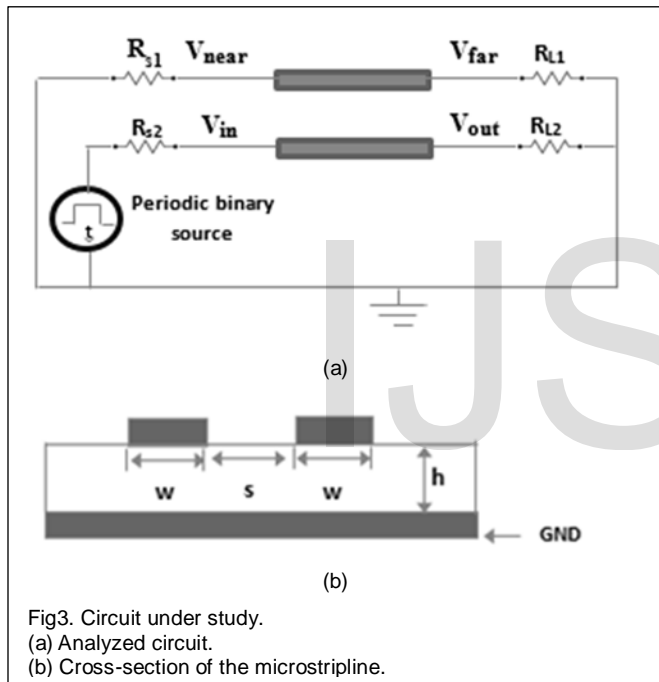 Rs1 Vnear Vfar RL1
Rs2 Vin Vout RL2
Periodic binary
source
t
(a)
IJS
w s w h
GND
(b)
Fig3. Circuit under study.
(a) Analyzed circuit.
(b) Cross-section of the microstripline.